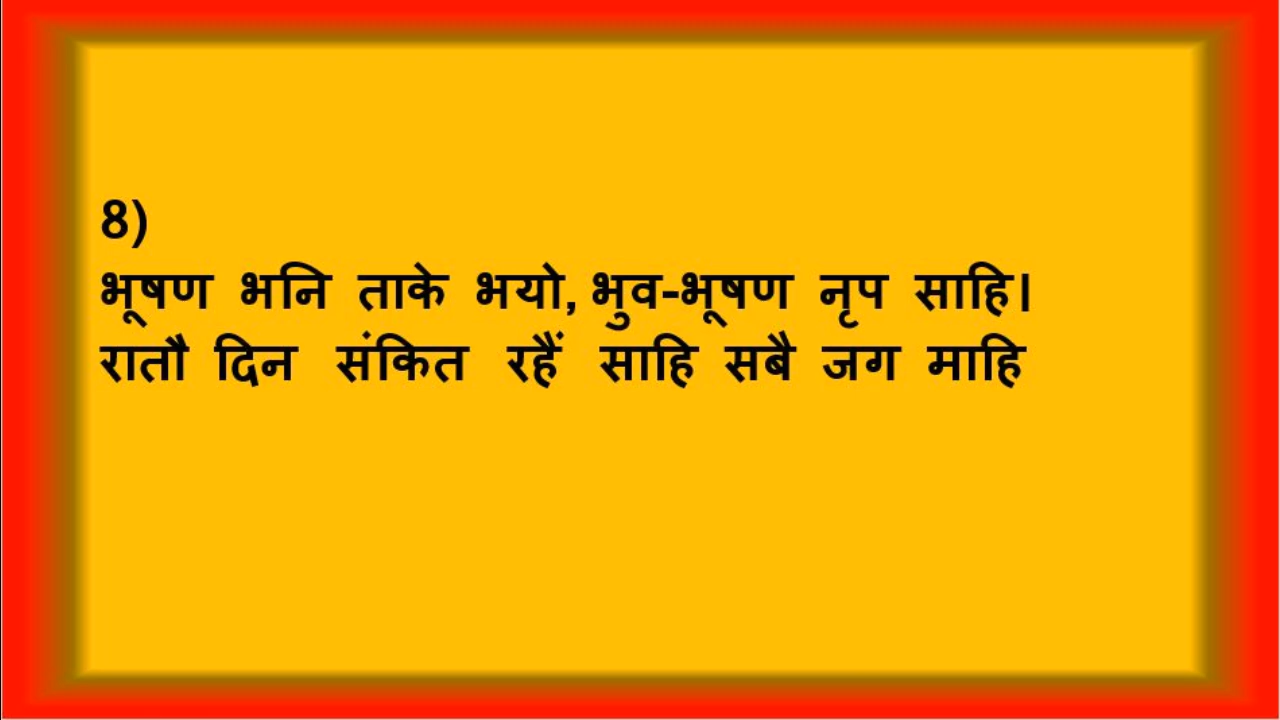 8)
भूषण भनि ताके भयो, भुव-भूषण नृप साहि।
रातौ दिन संकित रहैं साहि सबै जग माहि